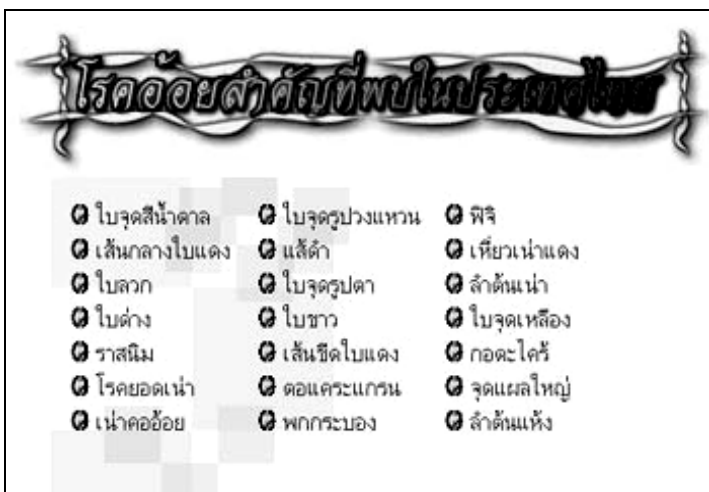 โรคอ้อยสำคัญที่พบในประเทศไทย
ใบจุดสีน้ำตาล ใบจุดรูปวงแหวน ฟิจิ
เส้นกลางใบแดง แส้ดำ เหี่ยวเน่าแดง
ใบลวก ใบจุดรูปตา ลำต้นเน่า
ใบด่าง ใบขาว ใบจุดเหลือง
ราสนิม เส้นขีดใบแดง กอตะไคร้
โรคยอดเน่า ตอแคระแกรน จุดแผลใหญ่
เน่าคออ้อย พกกระบอง ลำต้นแห้ง